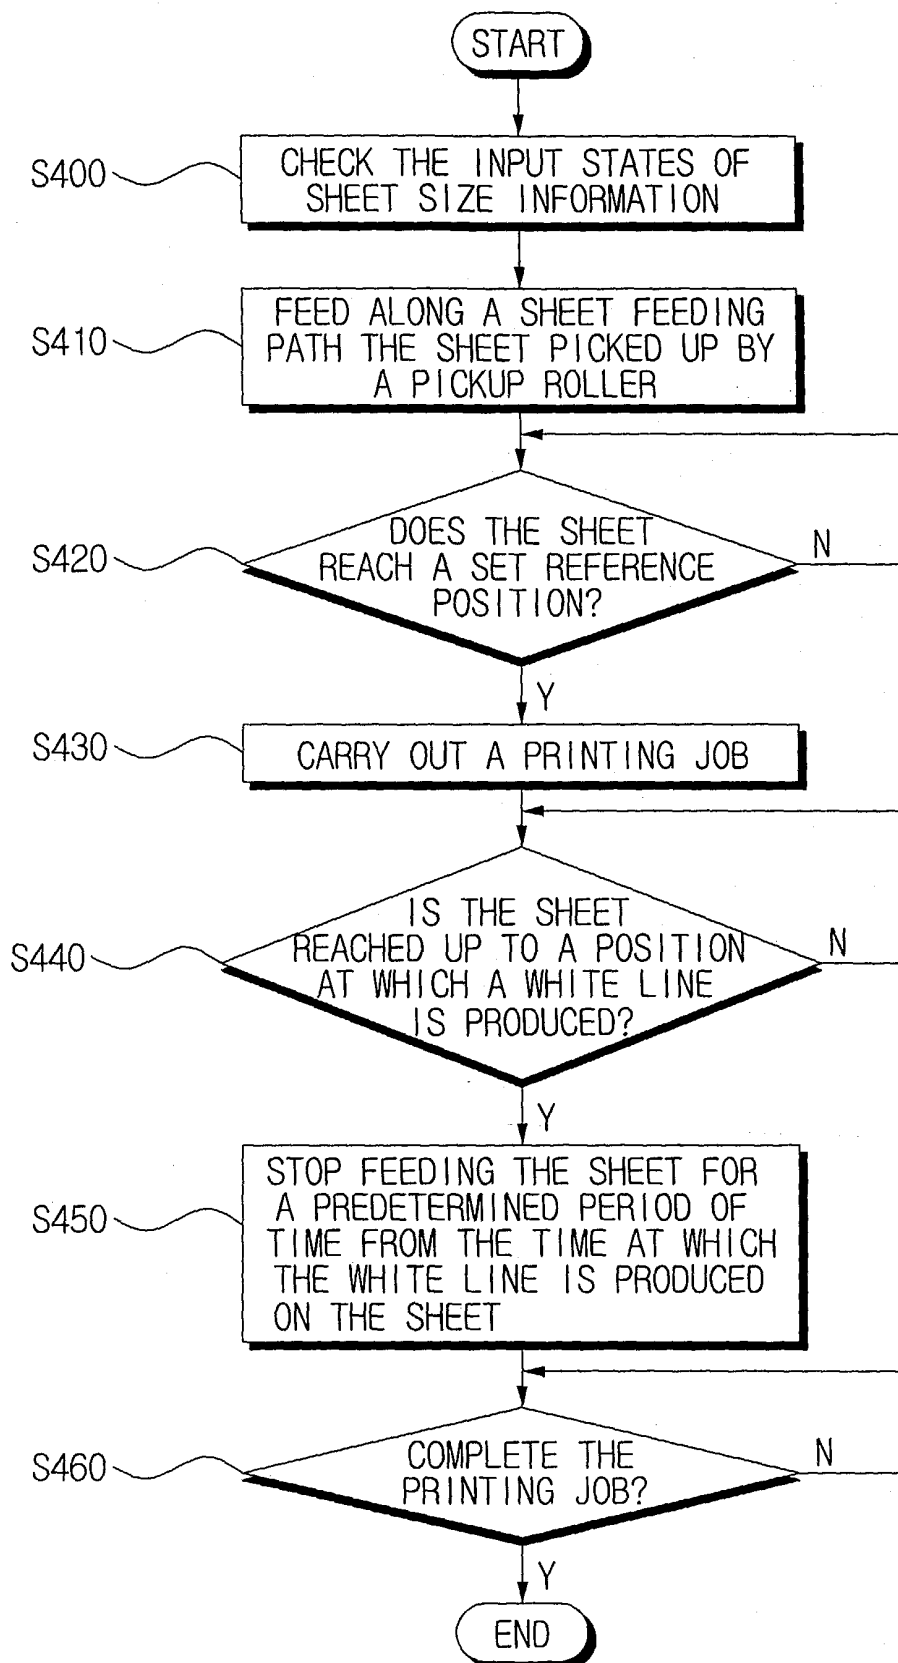 START
S400
CHECK THE INPUT STATES OF
SHEET SIZE INFORMATION
S410
FEED ALONG A SHEET FEEDING
PATH THE SHEET PICKED UP BY
A PICKUP ROLLER
S420
DOES THE SHEET
REACH A SET REFERENCE
POSITION?
N
Y
S430
CARRY OUT A PRINTING JOB
S440
IS THE SHEET
REACHED UP TO A POSITION
AT WHICH A WHITE LINE
IS PRODUCED?
N
Y
S450
STOP FEEDING THE SHEET FOR
A PREDETERMINED PERIOD OF
TIME FROM THE TIME AT WHICH
THE WHITE LINE IS PRODUCED
ON THE SHEET
S460
COMPLETE THE
PRINTING JOB?
N
Y
END